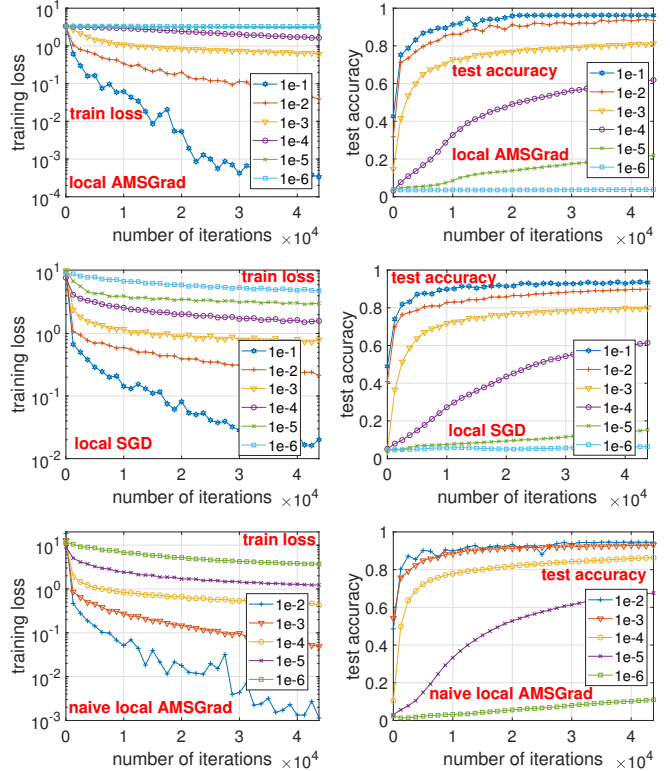 training loss
10^1
10^0
10^-1
10^-2
10^-3
10^-4
train loss
local AMSGrad
1e-1
1e-2
1e-3
1e-4
1e-5
1e-6
0
1
2
3
4
×10^4
number of iterations
test accuracy
1
0.8
0.6
0.4
0.2
0
test accuracy
local AMSGrad
1e-1
1e-2
1e-3
1e-4
1e-5
1e-6
0
1
2
3
4
×10^4
number of iterations
training loss
10^1
10^0
10^-1
10^-2
train loss
local SGD
1e-1
1e-2
1e-3
1e-4
1e-5
1e-6
0
1
2
3
4
×10^4
number of iterations
test accuracy
1
0.8
0.6
0.4
0.2
0
test accuracy
local SGD
1e-1
1e-2
1e-3
1e-4
1e-5
1e-6
0
1
2
3
4
×10^4
number of iterations
training loss
10^1
10^0
10^-1
10^-2
10^-3
train loss
naive local AMSGrad
1e-2
1e-3
1e-4
1e-5
1e-6
0
1
2
3
4
×10^4
number of iterations
test accuracy
1
0.8
0.6
0.4
0.2
0
test accuracy
naive local AMSGrad
1e-2
1e-3
1e-4
1e-5
1e-6
0
1
2
3
4
×10^4
number of iterations